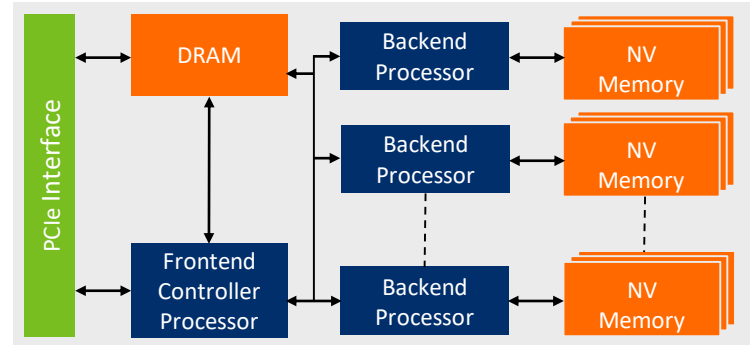 PCIe Interface
DRAM
Frontend
Controller
Processor
Backend
Processor
NV
Memory
Backend
Processor
NV
Memory
Backend
Processor
NV
Memory